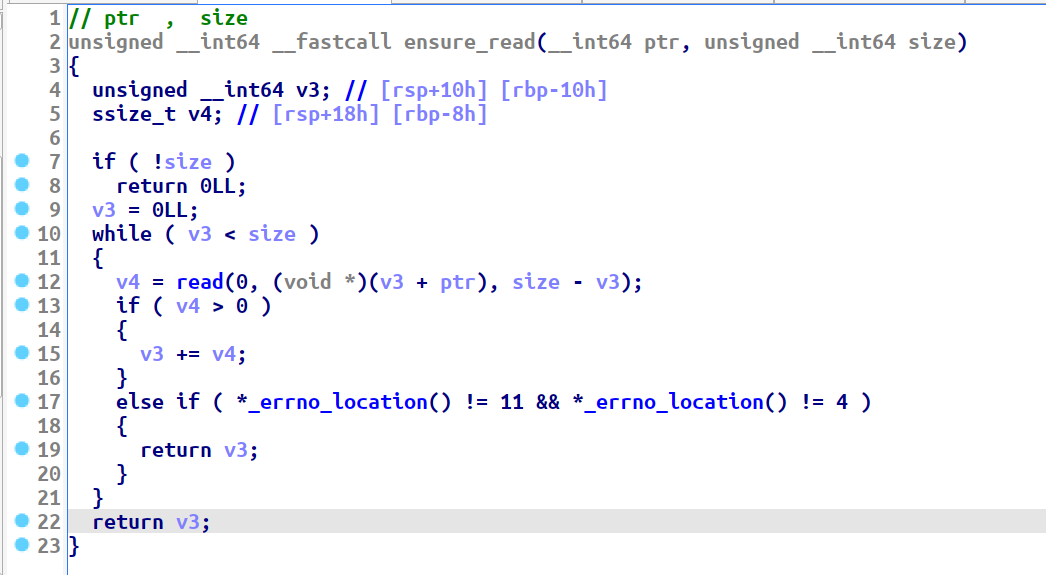 1 // ptr , size
2 unsigned __int64 __fastcall ensure_read(__int64 ptr, unsigned __int64 size)
3 {
4 unsigned __int64 v3; // [rsp+10h] [rbp-10h]
5 ssize_t v4; // [rsp+18h] [rbp-8h]
6
7 if ( !size )
8 return 0LL;
9 v3 = 0LL;
10 while ( v3 < size )
11 {
12 v4 = read(0, (void *)(v3 + ptr), size - v3);
13 if ( v4 > 0 )
14 {
15 v3 += v4;
16 }
17 else if ( *_errno_location() != 11 && *_errno_location() != 4 )
18 {
19 return v3;
20 }
21 }
22 return v3;
23 }